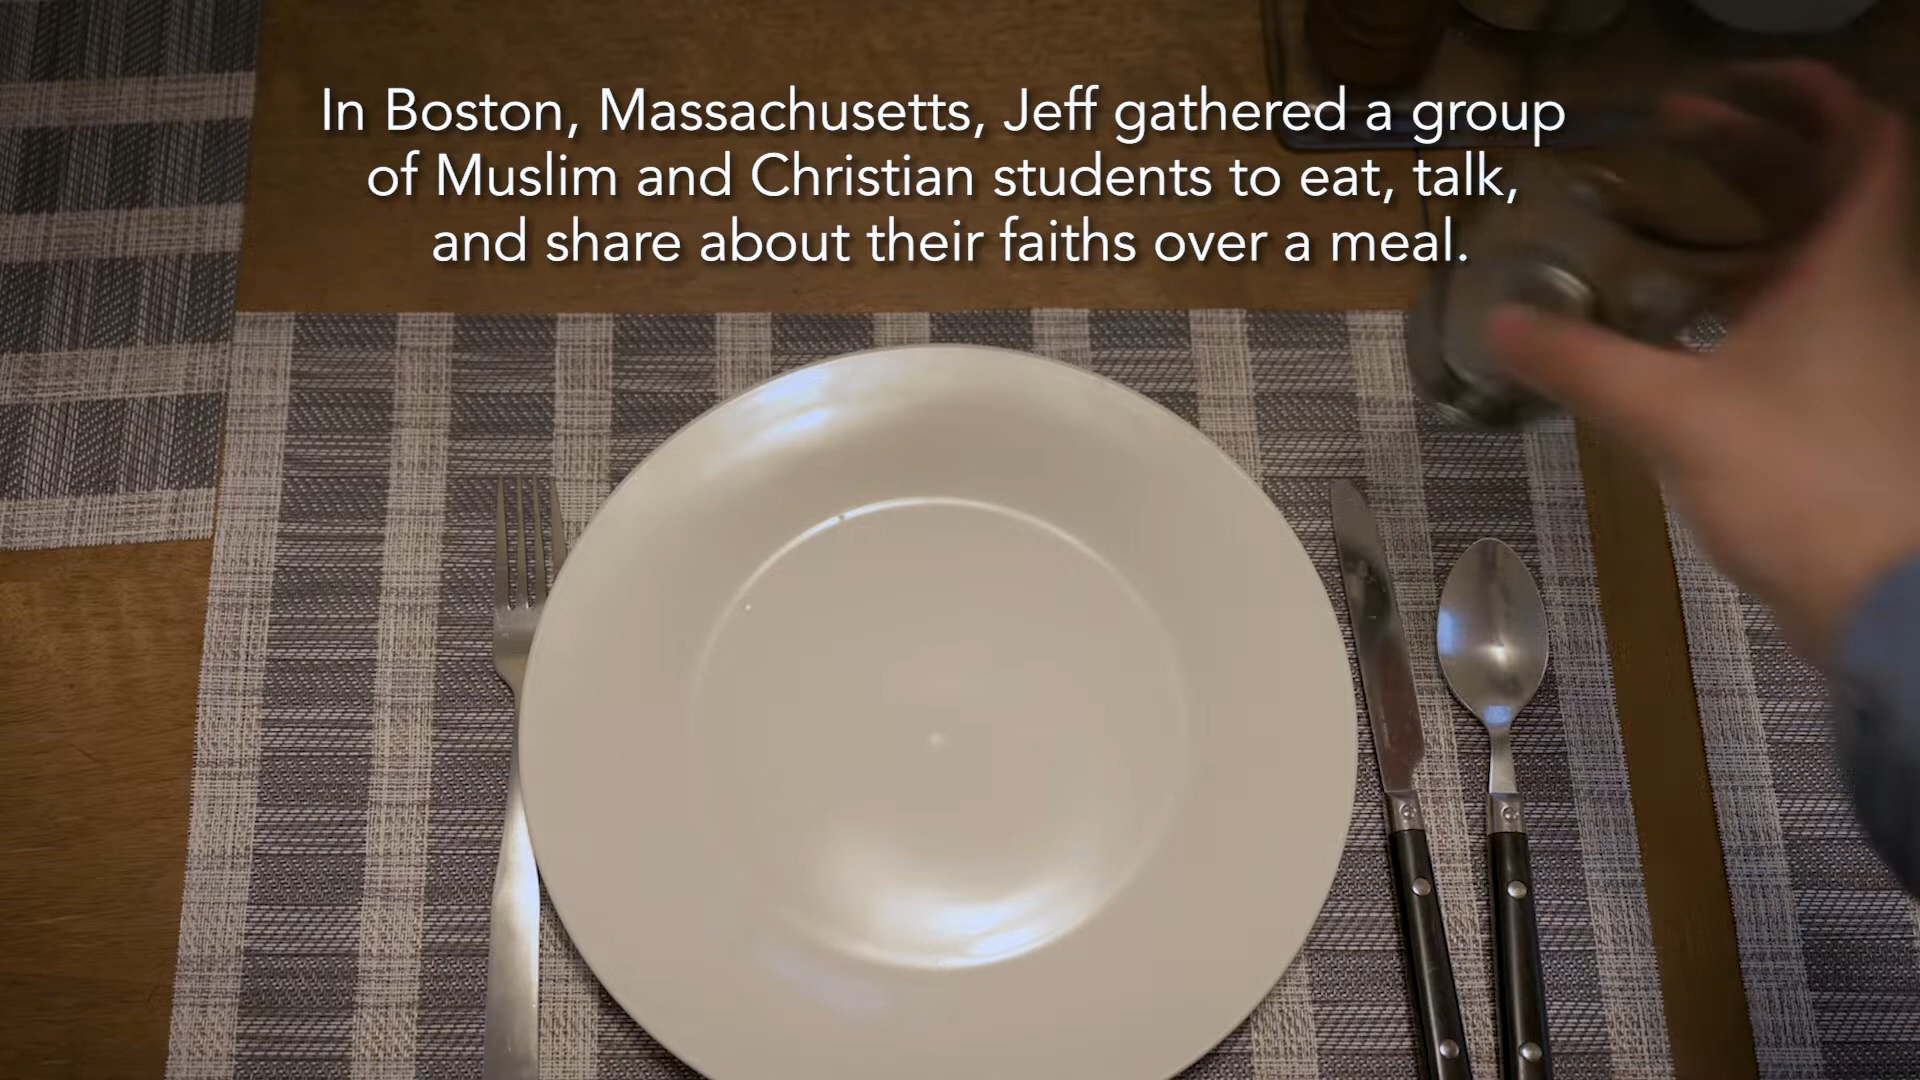 In Boston, Massachusetts, Jeff gathered a group
of Muslim and Christian students to eat, talk,
and share about their faiths over a meal.